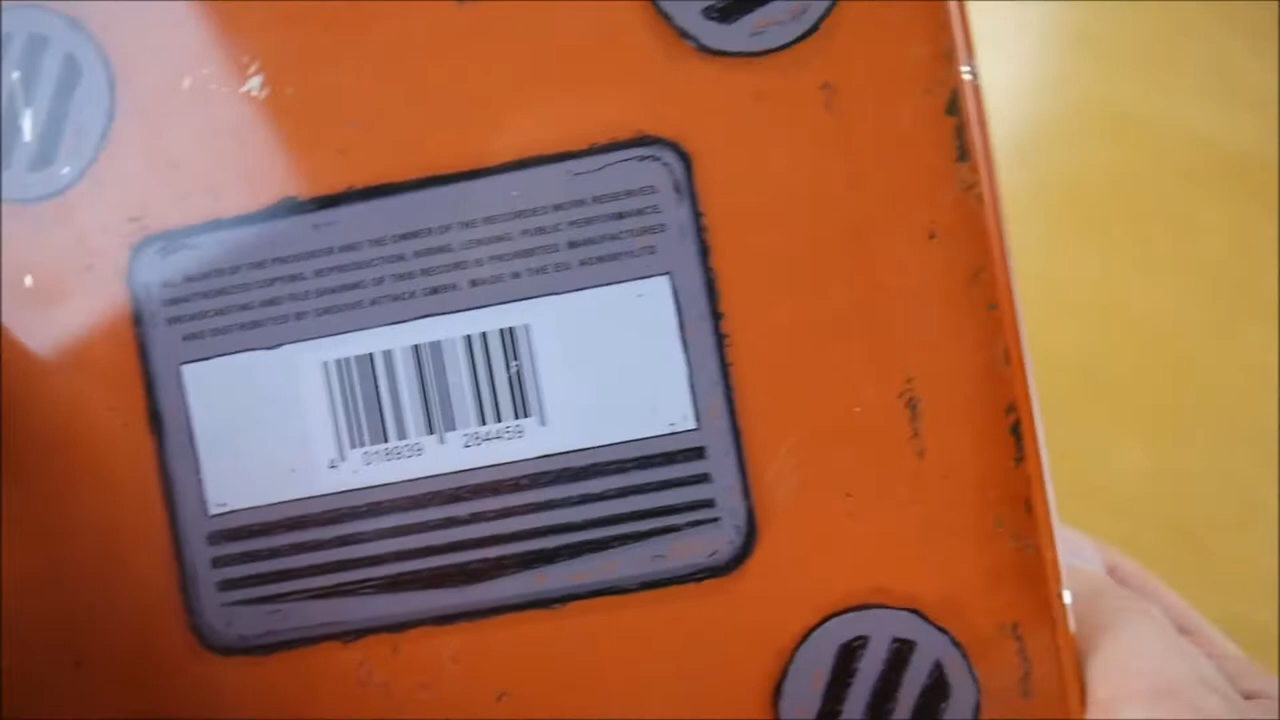 ALL RIGHTS OF THE PRODUCER AND THE OWNER OF THE RECORDED WORK RESERVED.
UNAUTHORIZED COPYING, REPRODUCTION, HIRING, LENDING, PUBLIC PERFORMANCE,
BROADCASTING AND FILE SHARING OF THIS RECORD IS PROHIBITED. MANUFACTURED
AND DISTRIBUTED BY GROOVE ATTACK GMBH. MADE IN THE EU.
4 018939 284459